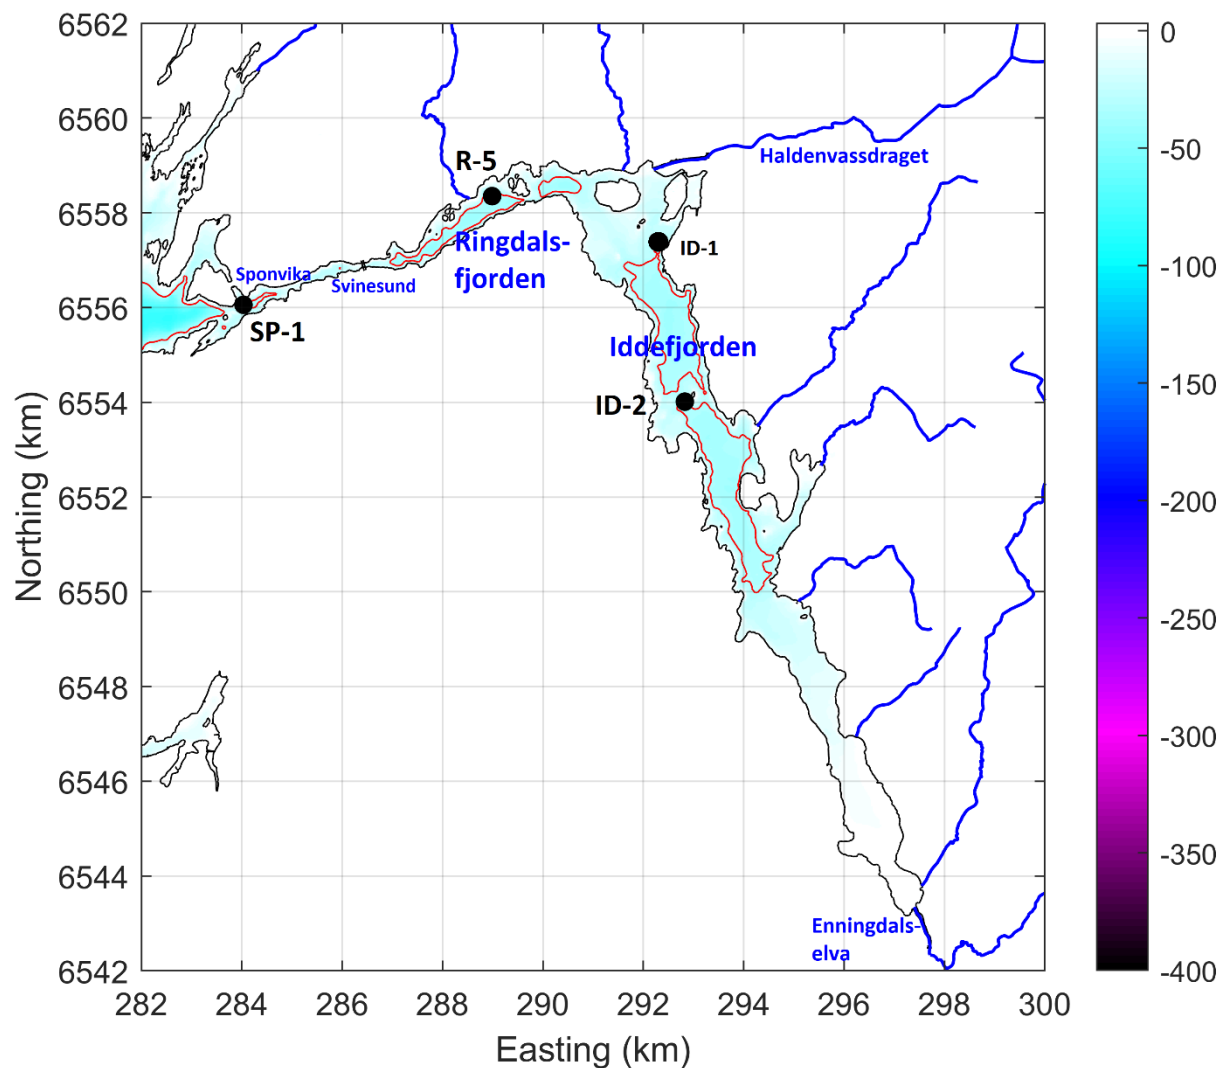 6562
6560
6558
6556
6554
6552
6550
6548
6546
6544
6542
Northing (km)
282
284
286
288
290
292
294
296
298
300
Easting (km)
0
-50
-100
-150
-200
-250
-300
-350
-400
R-5
Haldenvassdraget
Ringdals-
fjorden
ID-1
Sponvika
Svinesund
SP-1
Iddefjorden
ID-2
Enningdals-
elva